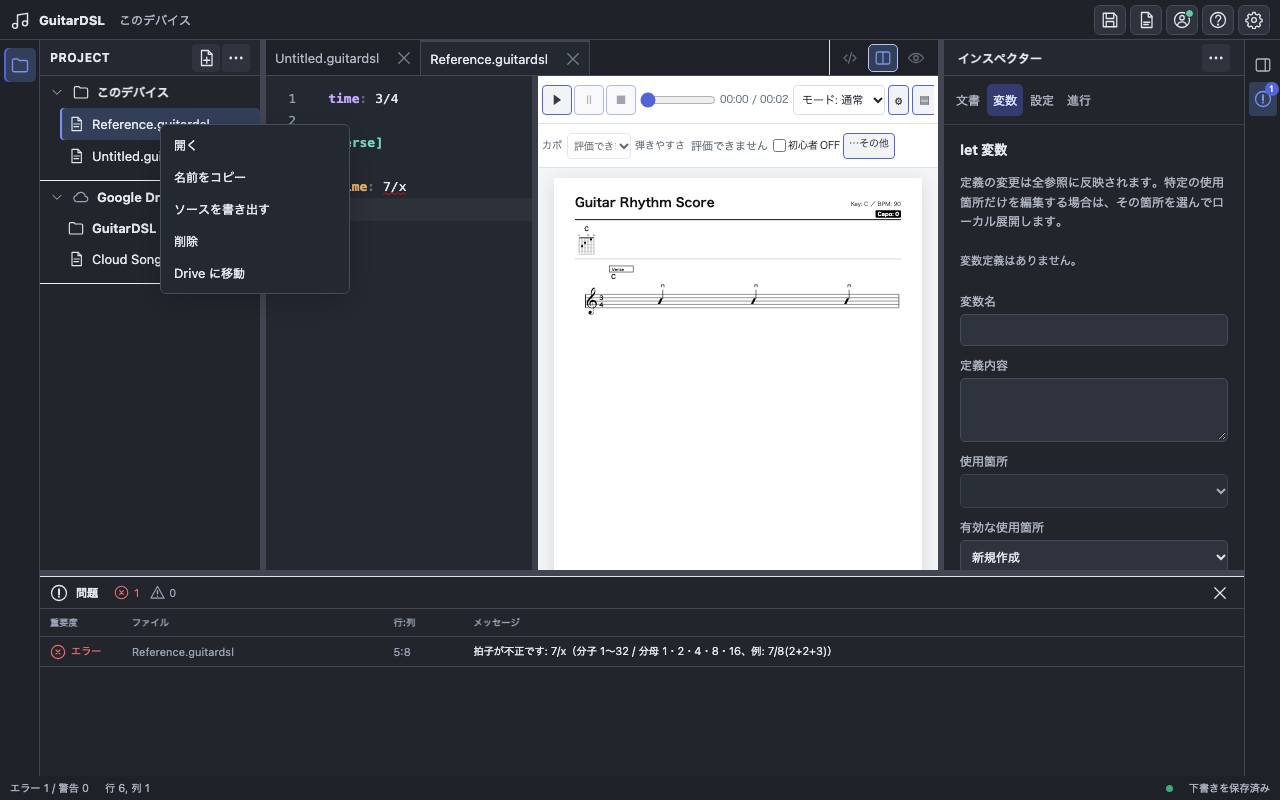 GuitarDSL このデバイス
PROJECT
このデバイス
Reference.guitardsl
Untitled.gui
Google Dr
GuitarDSL
Cloud Song
開く
名前をコピー
ソースを書き出す
削除
Drive に移動
Untitled.guitardsl
Reference.guitardsl
1 time: 3/4
2
erse]
me: 7/x
00:00 / 00:02
モード: 通常
カポ
評価でき
弾きやすさ
評価できません
初心者 OFF
…その他
Guitar Rhythm Score
Key: C / BPM: 90
Capo: 0
C
Verse
C
3
4
インスペクター
文書 変数 設定 進行
let 変数
定義の変更は全参照に反映されます。特定の使用
箇所だけを編集する場合は、その箇所を選んでロ
ーカル展開します。
変数定義はありません。
変数名
定義内容
使用箇所
有効な使用箇所
新規作成
1
問題 1 0
重要度 ファイル 行:列 メッセージ
エラー Reference.guitardsl 5:8 拍子が不正です: 7/x（分子 1〜32 / 分母 1・2・4・8・16、例: 7/8(2+2+3)）
エラー 1 / 警告 0 行 6, 列 1
下書きを保存済み